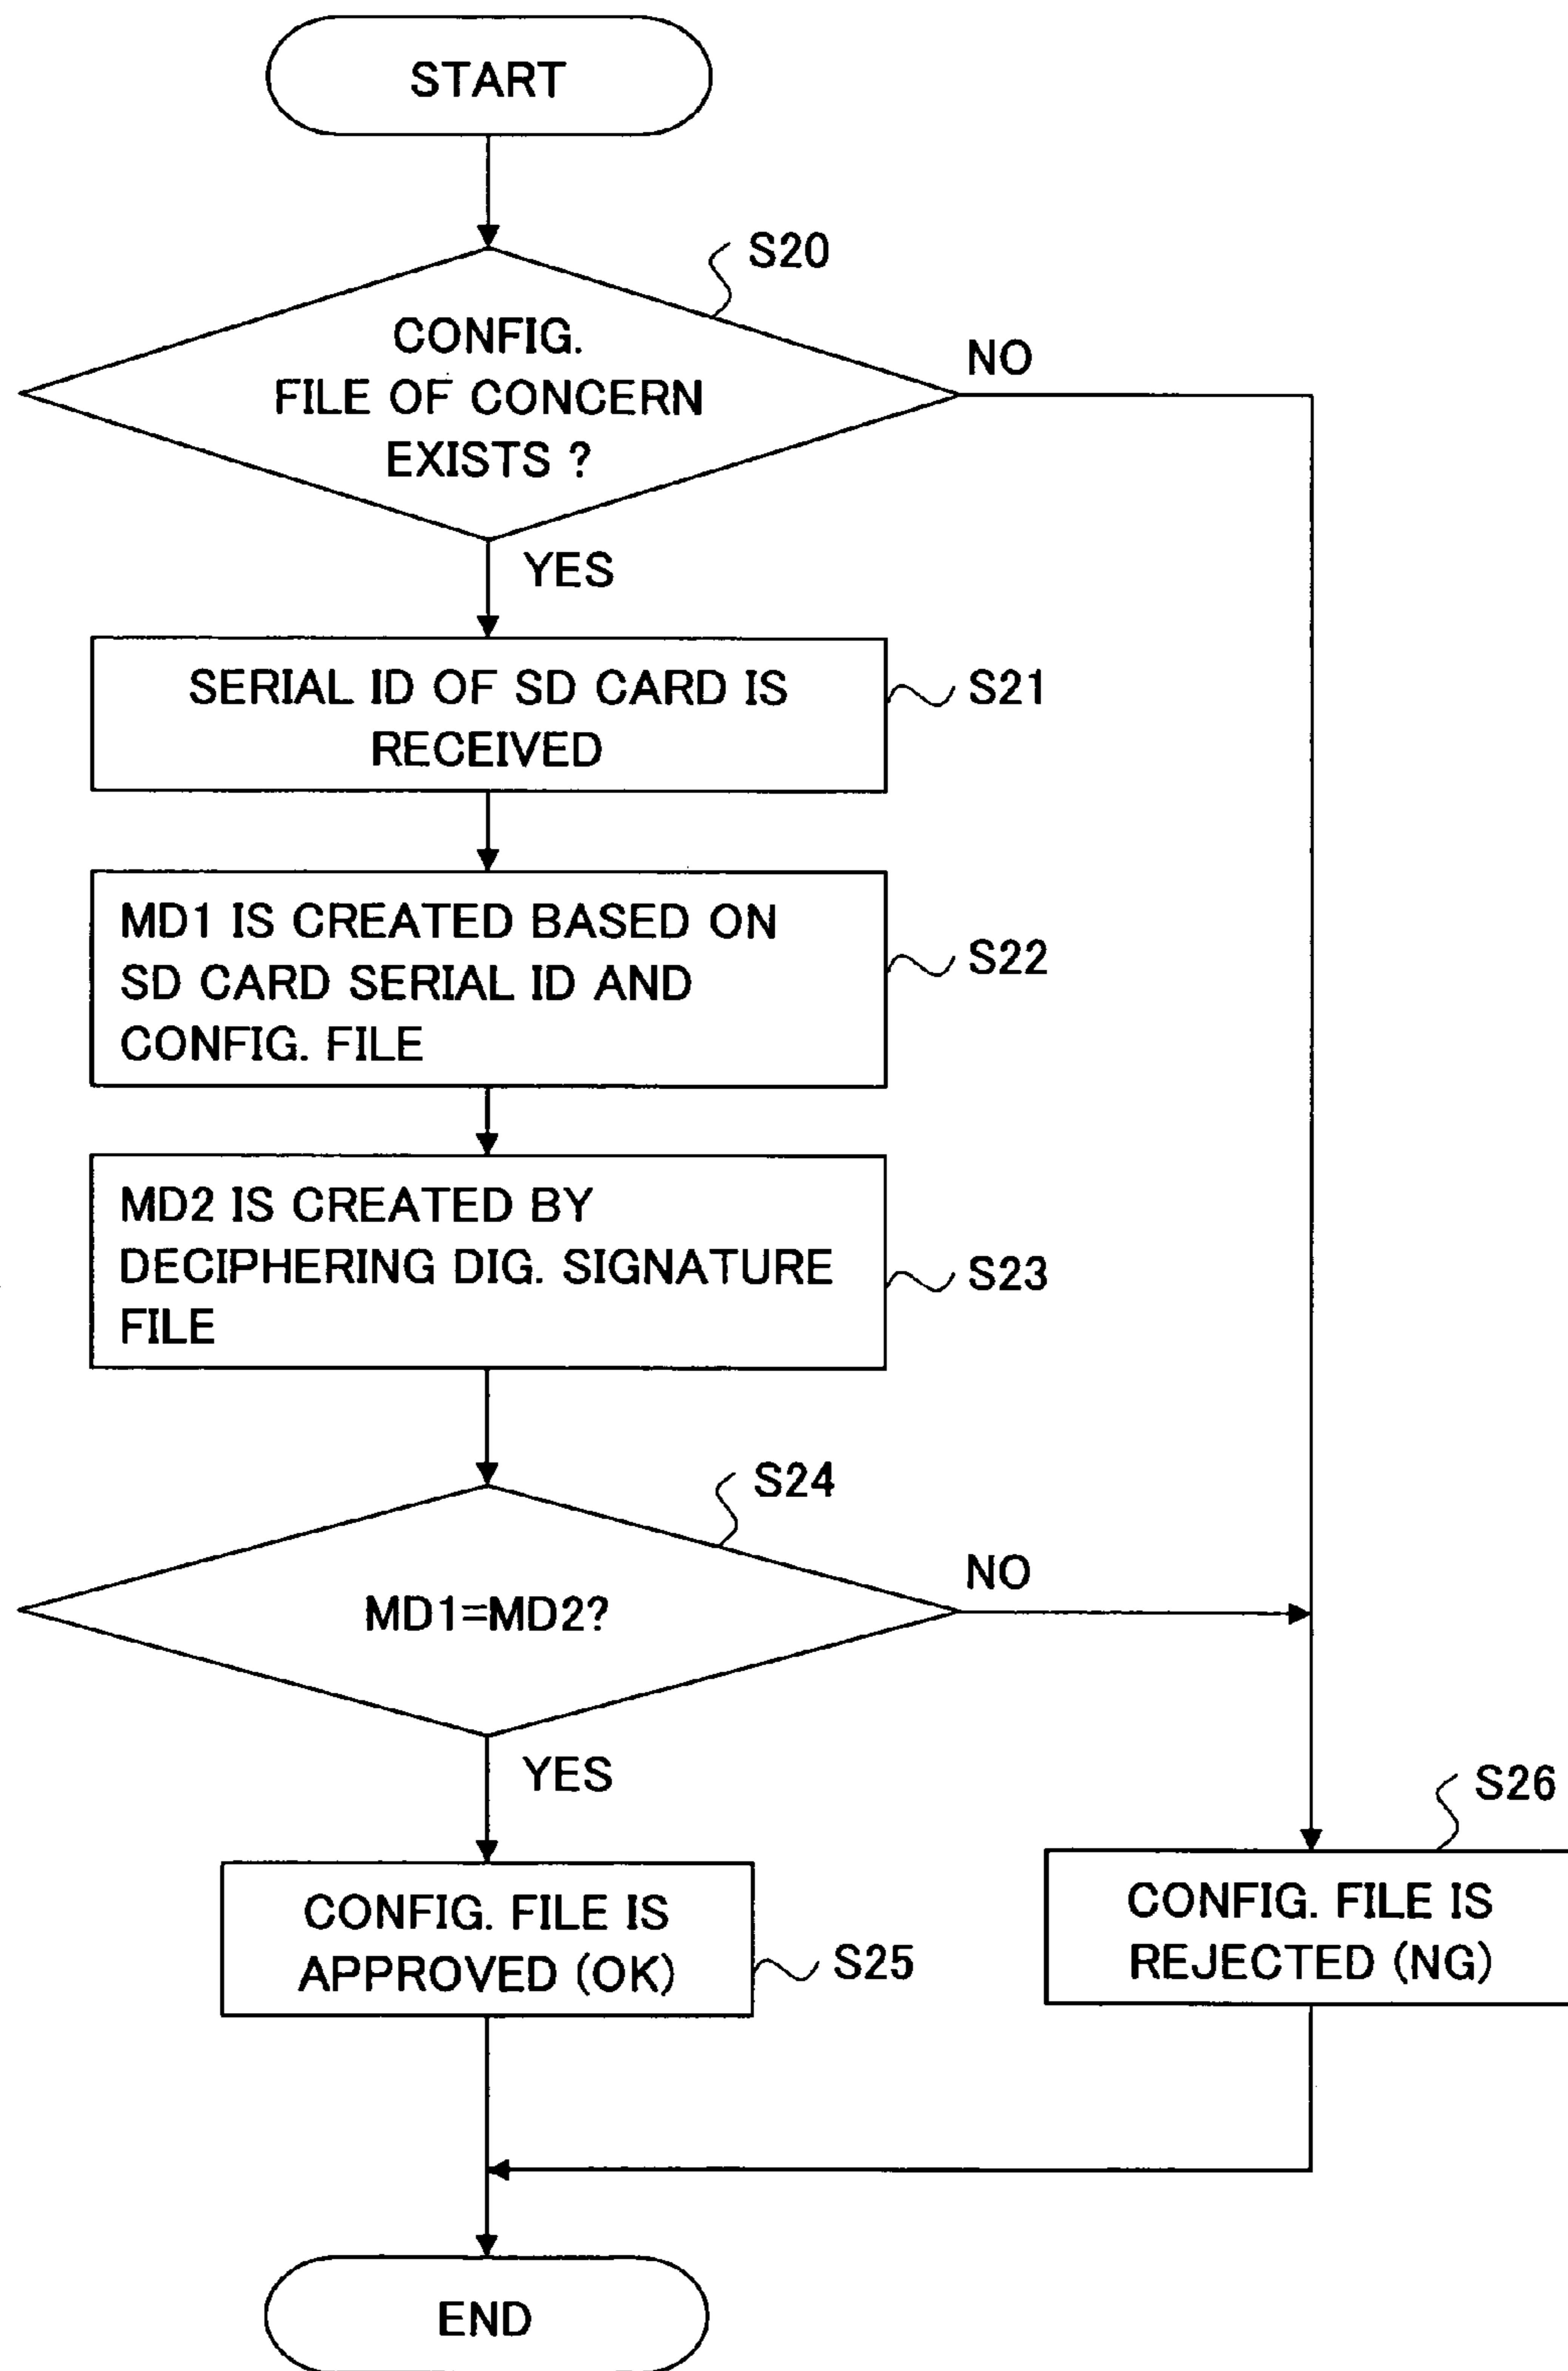 START
S20
CONFIG.
FILE OF CONCERN
EXISTS ?
NO
YES
SERIAL ID OF SD CARD IS
RECEIVED
S21
MD1 IS CREATED BASED ON
SD CARD SERIAL ID AND
CONFIG. FILE
S22
MD2 IS CREATED BY
DECIPHERING DIG. SIGNATURE
FILE
S23
S24
MD1=MD2?
NO
YES
CONFIG. FILE IS
APPROVED (OK)
S25
S26
CONFIG. FILE IS
REJECTED (NG)
END